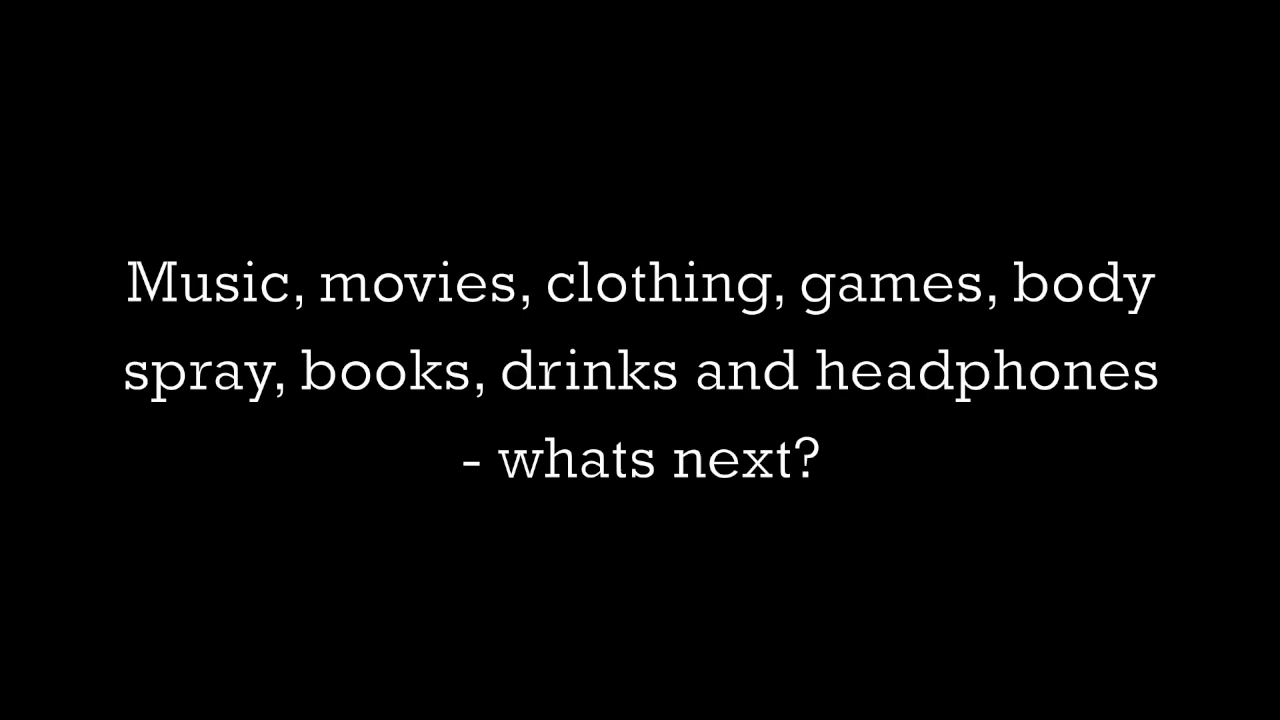 Music, movies, clothing, games, body
spray, books, drinks and headphones
- whats next?